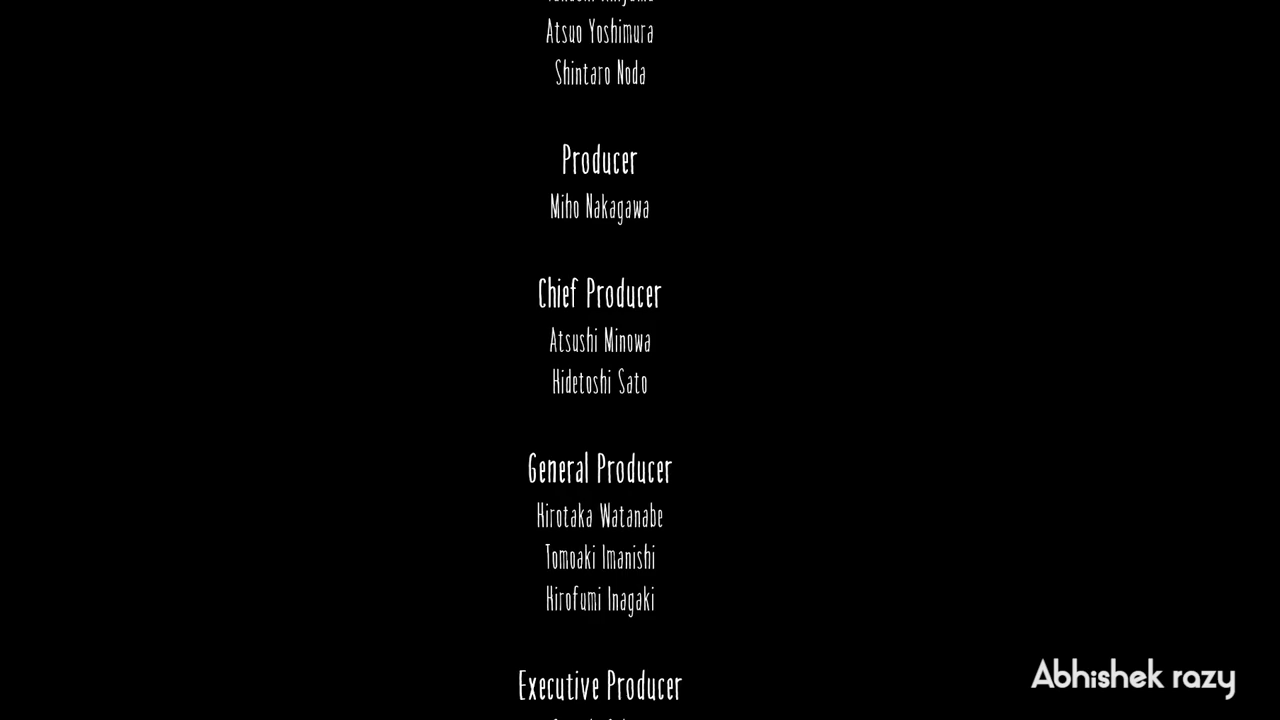 Atsuo Yoshimura
Shintaro Noda
Producer
Miho Nakagawa
Chief Producer
Atsushi Minowa
Hidetoshi Sato
General Producer
Hirotaka Watanabe
Tomoaki Imanishi
Hirofumi Inagaki
Executive Producer
Abhishek razy